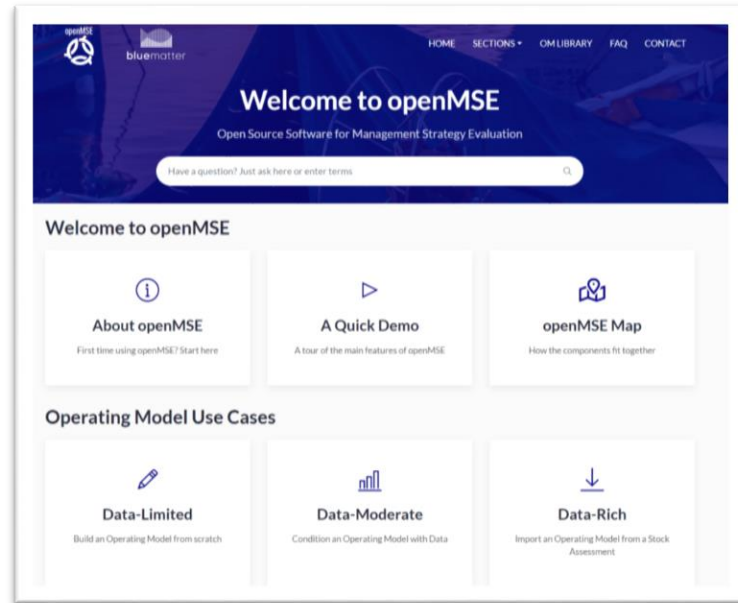 openMSE
bluematter
HOME SECTIONS OM LIBRARY FAQ CONTACT
Welcome to openMSE
Open Source Software for Management Strategy Evaluation
Have a question? Just ask here or enter terms
Welcome to openMSE
About openMSE
First time using openMSE? Start here
A Quick Demo
A tour of the main features of openMSE
openMSE Map
How the components fit together
Operating Model Use Cases
Data-Limited
Build an Operating Model from scratch
Data-Moderate
Condition an Operating Model with Data
Data-Rich
Import an Operating Model from a Stock
Assessment